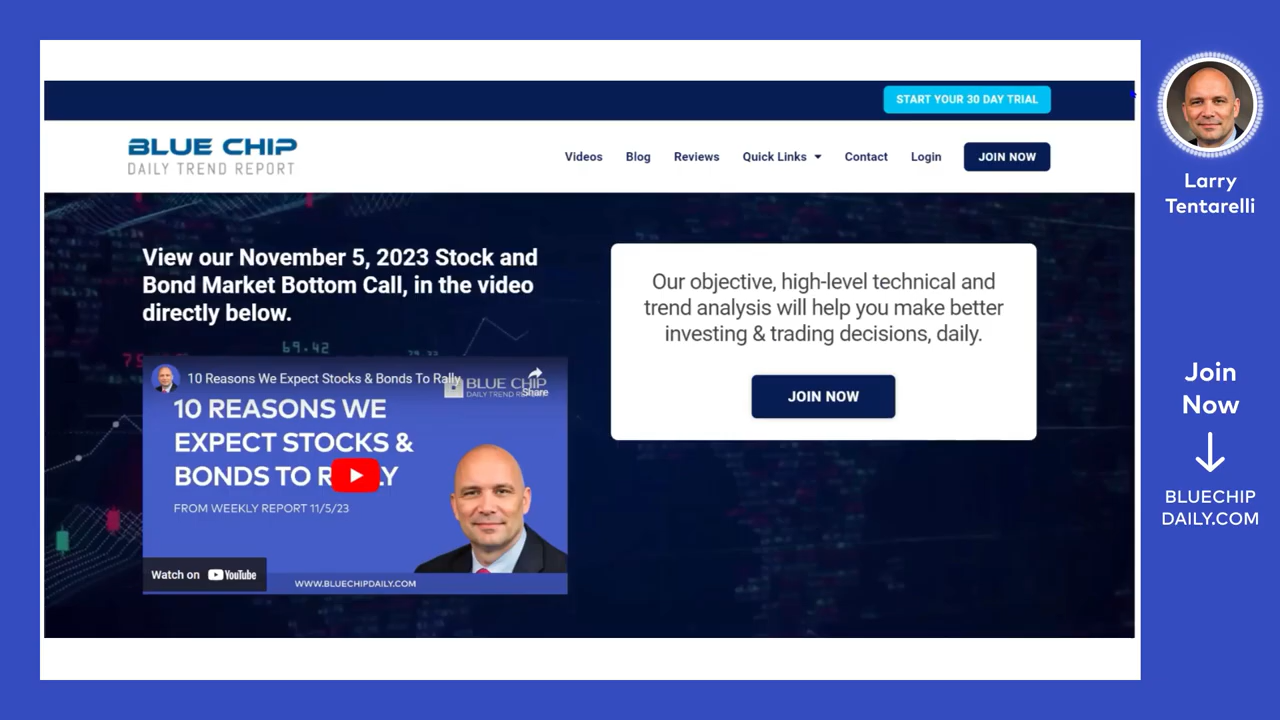 START YOUR 30 DAY TRIAL
BLUE CHIP
DAILY TREND REPORT
Videos Blog Reviews Quick Links Contact Login JOIN NOW
View our November 5, 2023 Stock and
Bond Market Bottom Call, in the video
directly below.
69.42
10 Reasons We Expect Stocks & Bonds To Rally
Share
BLUE CHIP
10 REASONS WE
EXPECT STOCKS &
BONDS TO
FROM WEEKLY REPORT 11/5/23
Watch on YouTube
WWW.BLUECHIPDAILY.COM
Our objective, high-level technical and
trend analysis will help you make better
investing & trading decisions, daily.
JOIN NOW
Larry
Tentarelli
Join
Now
BLUECHIP
DAILY.COM